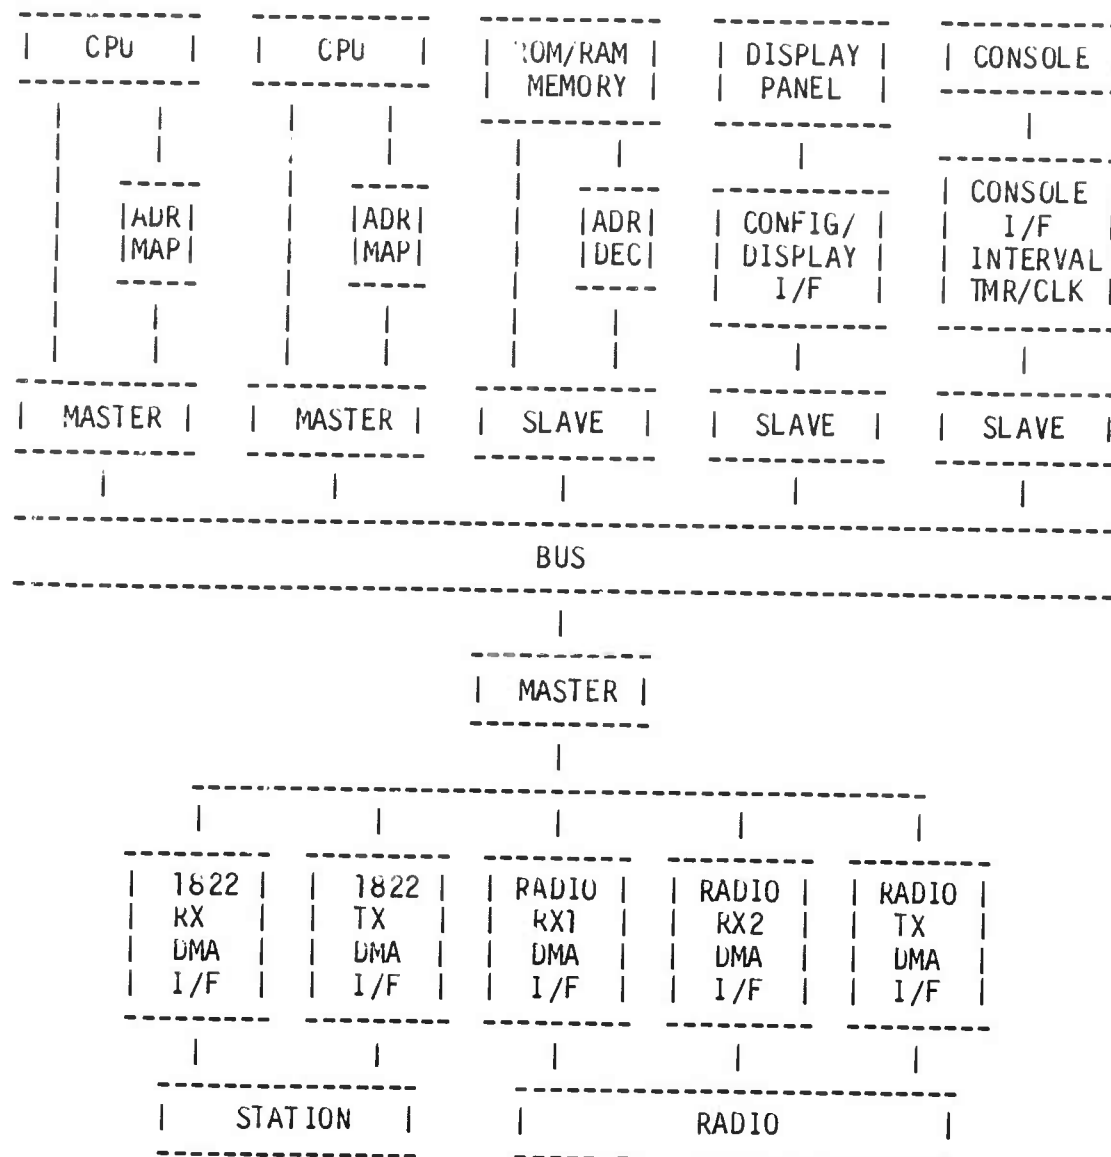 CPU CPU ROM/RAM DISPLAY CONSOLE
MEMORY PANEL
ADR ADR ADR CONFIG/ CONSOLE
MAP MAP DEC DISPLAY I/F
I/F INTERVAL
TMR/CLK
MASTER MASTER SLAVE SLAVE SLAVE
BUS
MASTER
1822 1822 RADIO RADIO RADIO
RX TX RX1 RX2 TX
DMA DMA DMA DMA DMA
I/F I/F I/F I/F I/F
STATION RADIO